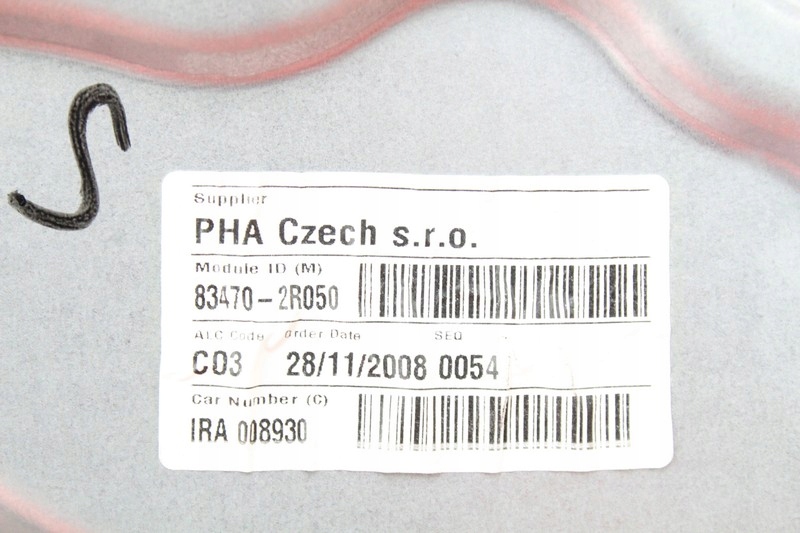 S
Supplier
PHA Czech s.r.o.
Module ID (M)
83470-2R050
ALC Code Order Date SEQ
C03 28/11/2008 0054
Car Number (C)
IRA 008930